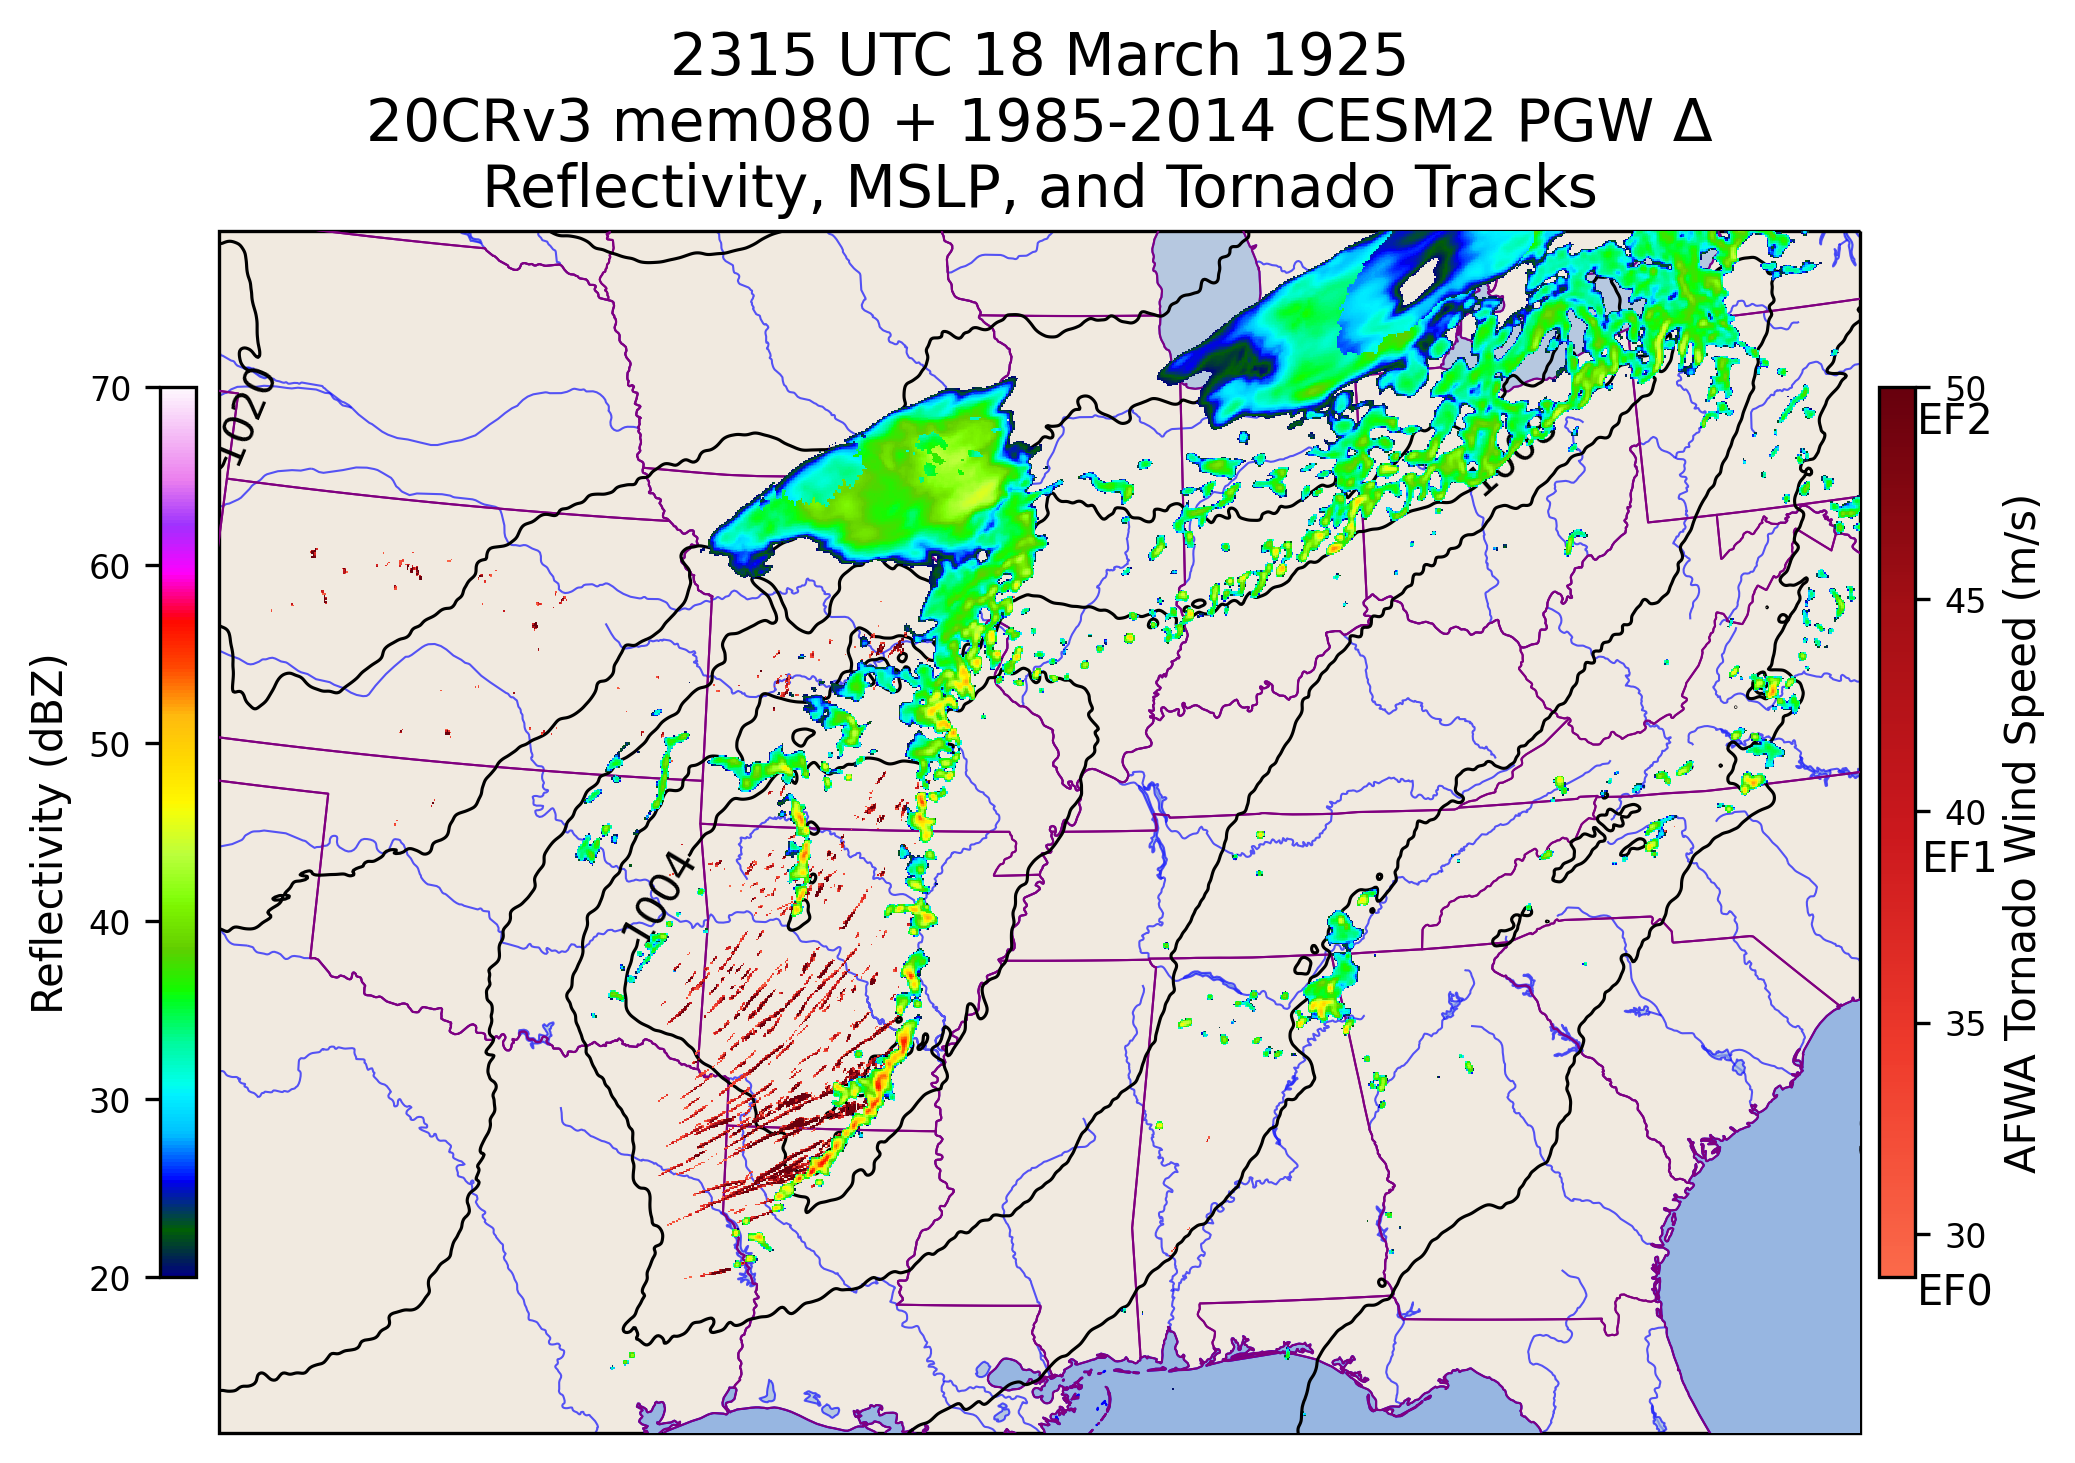 2315 UTC 18 March 1925
20CRv3 mem080 + 1985-2014 CESM2 PGW Δ
Reflectivity, MSLP, and Tornado Tracks
70
60
50
40
30
20
Reflectivity (dBZ)
1020
1004
50
EF2
45
40
EF1
35
30
EF0
AFWA Tornado Wind Speed (m/s)